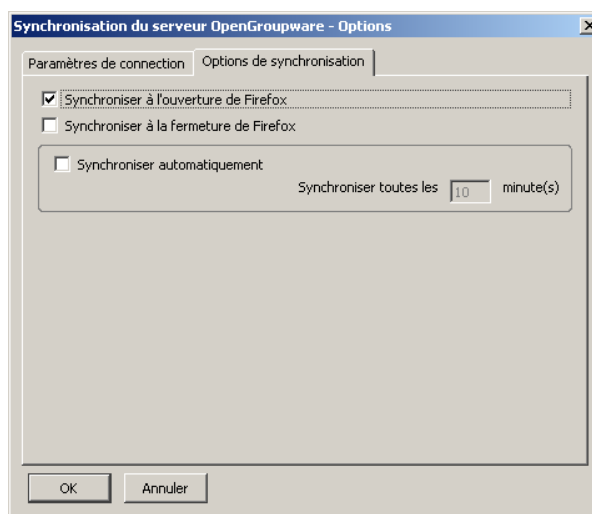 Synchronisation du serveur OpenGroupware - Options
Paramètres de connection Options de synchronisation
Synchroniser à l'ouverture de Firefox
Synchroniser à la fermeture de Firefox
Synchroniser automatiquement
Synchroniser toutes les 10 minute(s)
OK Annuler